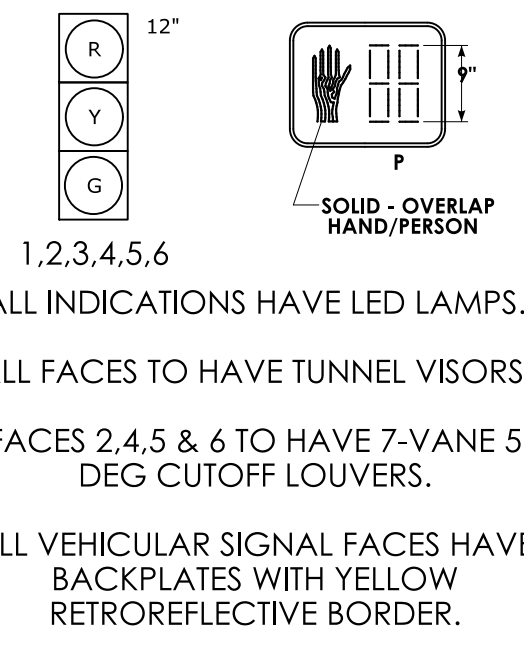 12"
R
Y
G
1,2,3,4,5,6
9"
P
SOLID - OVERLAP
HAND/PERSON
ALL INDICATIONS HAVE LED LAMPS.
LL FACES TO HAVE TUNNEL VISORS
FACES 2,4,5 & 6 TO HAVE 7-VANE 5
DEG CUTOFF LOUVERS.
LL VEHICULAR SIGNAL FACES HAVE
BACKPLATES WITH YELLOW
RETROREFLECTIVE BORDER.